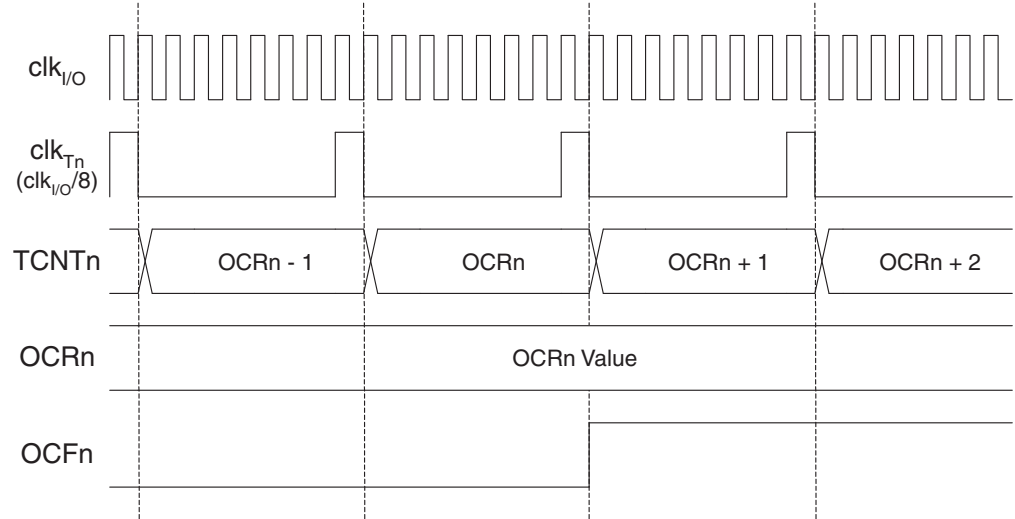 clkI/O
clkTn
(clkI/O/8)
TCNTn
OCRn - 1
OCRn
OCRn + 1
OCRn + 2
OCRn
OCRn Value
OCFn